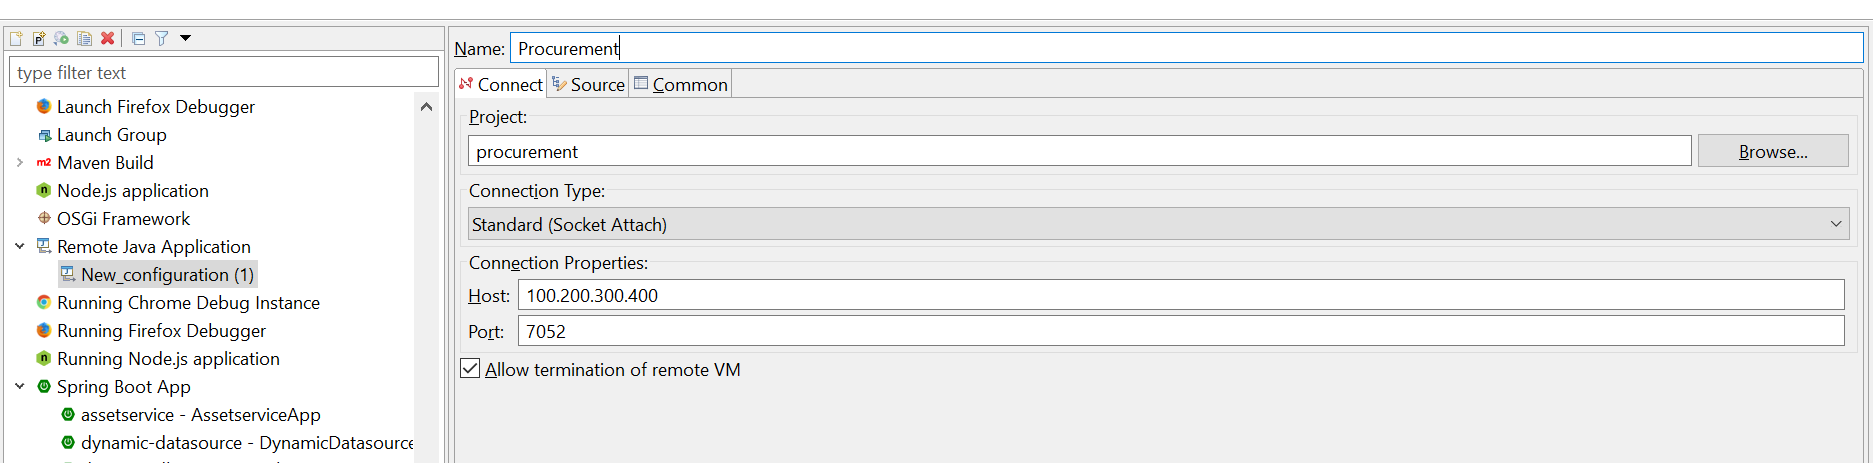 type filter text
Launch Firefox Debugger
Launch Group
Maven Build
Node.js application
OSGi Framework
Remote Java Application
New_configuration (1)
Running Chrome Debug Instance
Running Firefox Debugger
Running Node.js application
Spring Boot App
assetservice - AssetserviceApp
dynamic-datasource - DynamicDatasource
Name: Procurement
Connect Source Common
Project:
procurement Browse...
Connection Type:
Standard (Socket Attach)
Connection Properties:
Host: 100.200.300.400
Port: 7052
Allow termination of remote VM